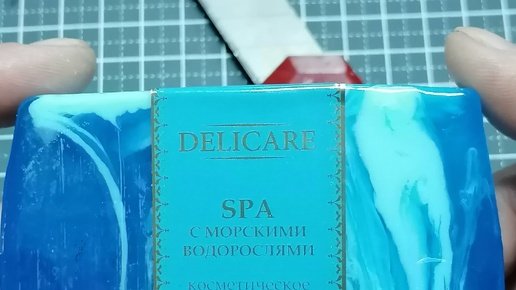 DELICARE
SPA
С МОРСКИМИ
ВОДОРОСЛЯМИ
КОСМЕТИЧЕСКОЕ